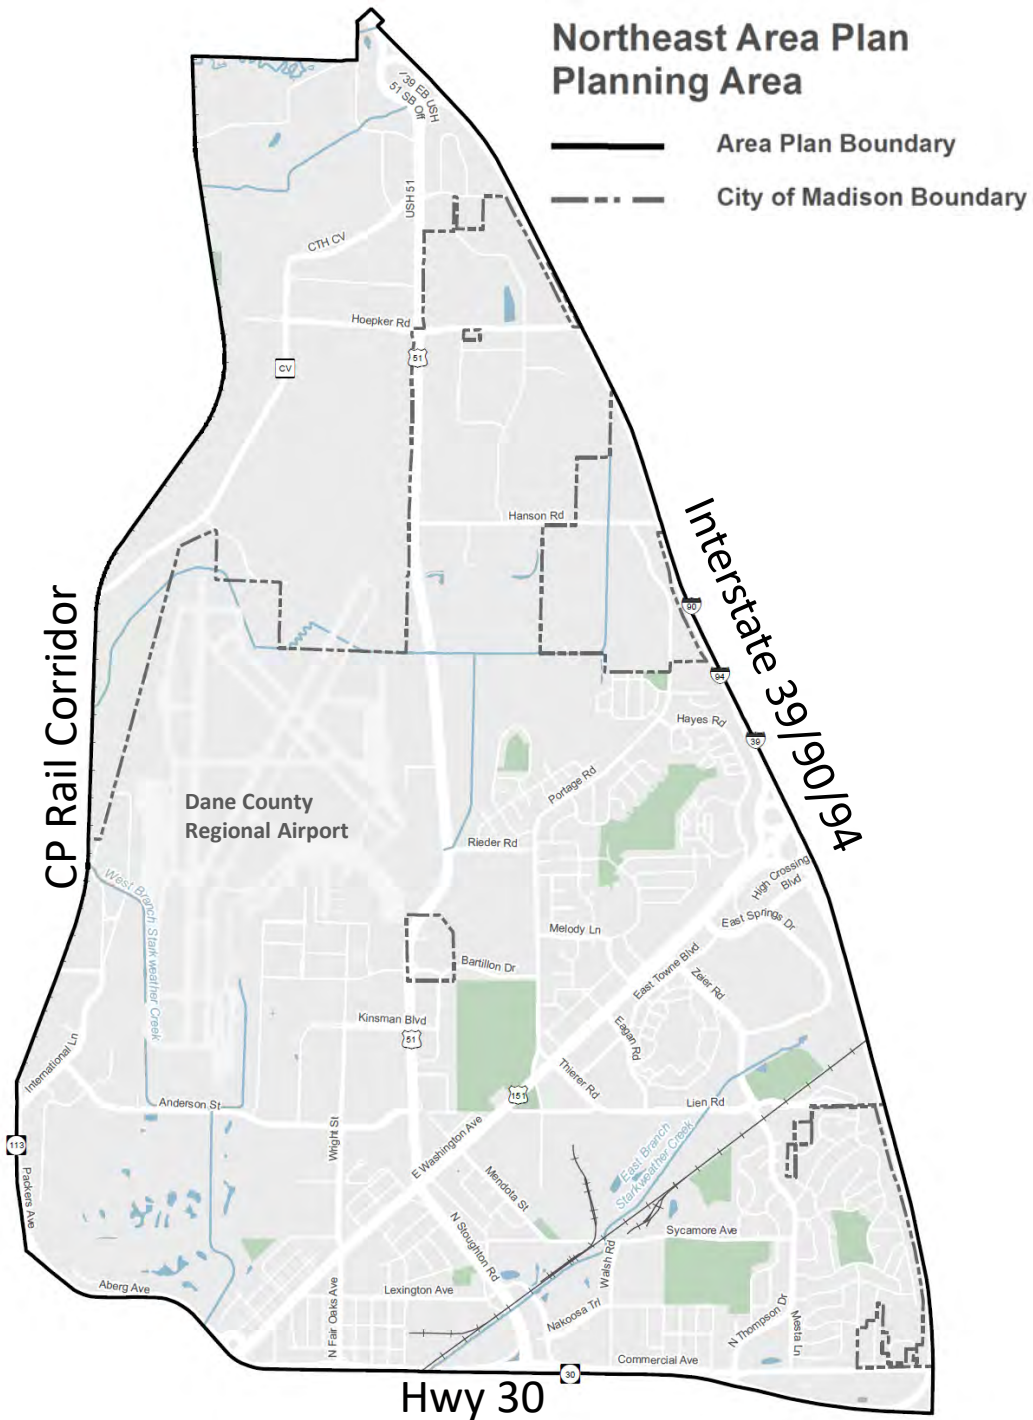 Northeast Area Plan
Planning Area
Area Plan Boundary
City of Madison Boundary
/39 EB USH
51 SB Off
USH 51
CTH CV
Hoepker Rd
51
CV
Hanson Rd
Interstate 39/90/94
90
94
39
CP Rail Corridor
Hayes Rd
Portage Rd
Dane County
Regional Airport
Rieder Rd
High Crossing
Blvd
West Branch Starkweather Creek
East Springs Dr
Melody Ln
East Towne Blvd
Bartillon Dr
Zeier Rd
Kinsman Blvd
51
Eagan Rd
International Ln
Thierer Rd
151
Anderson St
Lien Rd
113
Wright St
E Washington Ave
East Branch
Starkweather Creek
Packers Ave
Mendota St
Sycamore Ave
N Stoughton Rd
Walsh Rd
Aberg Ave
N Fair Oaks Ave
Lexington Ave
Nakoosa Trl
N Thompson Dr
Mesta Ln
Commercial Ave
30
Hwy 30